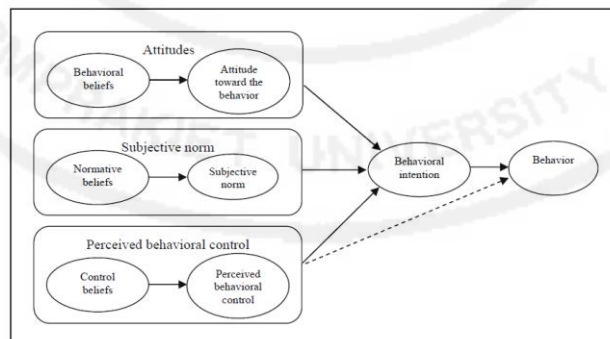 Attitudes
Behavioral
beliefs
Attitude
toward the
behavior
Subjective norm
Normative
beliefs
Subjective
norm
Perceived behavioral control
Control
beliefs
Perceived
behavioral
control
Behavioral
intention
Behavior
UNIVERSITY